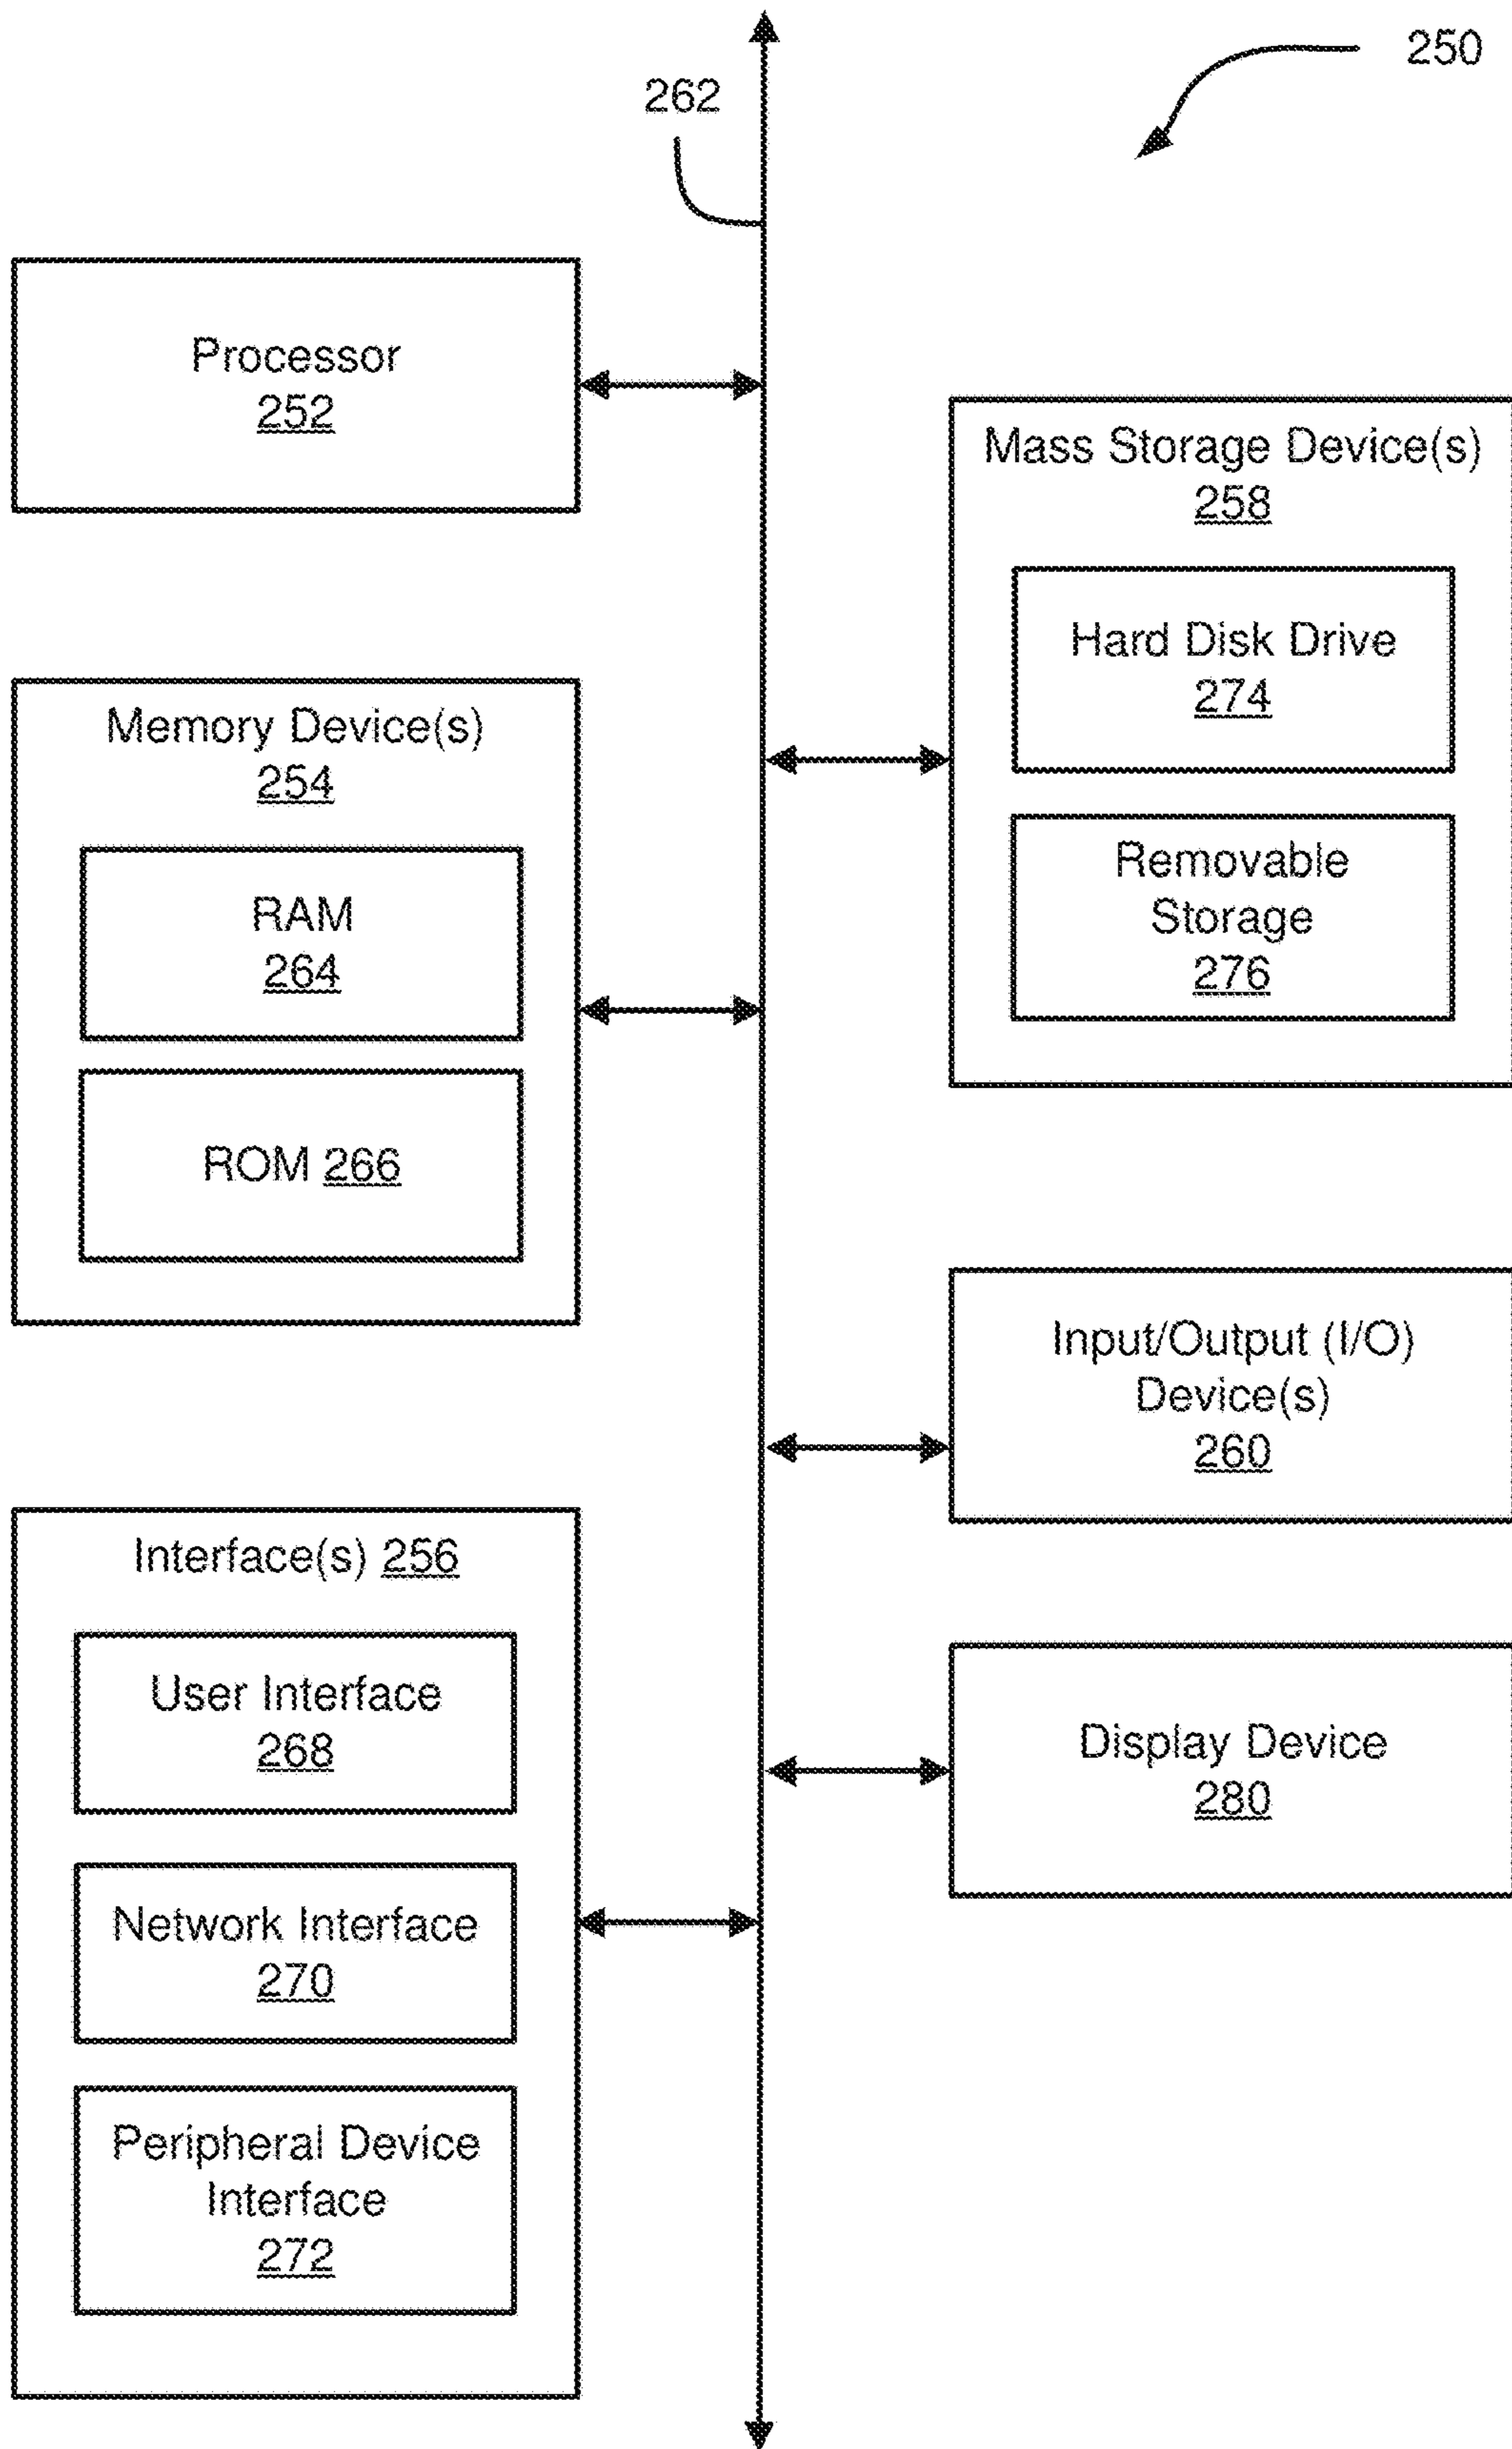 250
262
Processor
252
Mass Storage Device(s)
258
Hard Disk Drive
274
Removable
Storage
276
Memory Device(s)
254
RAM
264
ROM 266
Input/Output (I/O)
Device(s)
260
Interface(s) 256
User Interface
268
Network Interface
270
Peripheral Device
Interface
272
Display Device
280